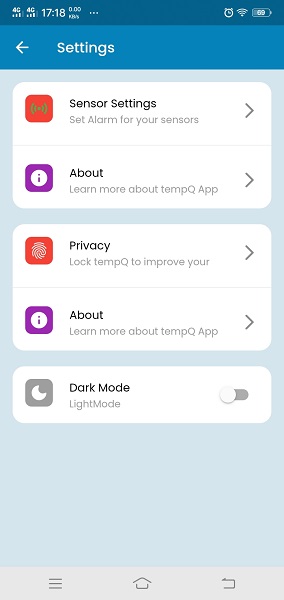 4G 4G 17:18 0.00 KB/s ... 69
Settings
Sensor Settings
Set Alarm for your sensors
About
Learn more about tempQ App
Privacy
Lock tempQ to improve your
About
Learn more about tempQ App
Dark Mode
LightMode